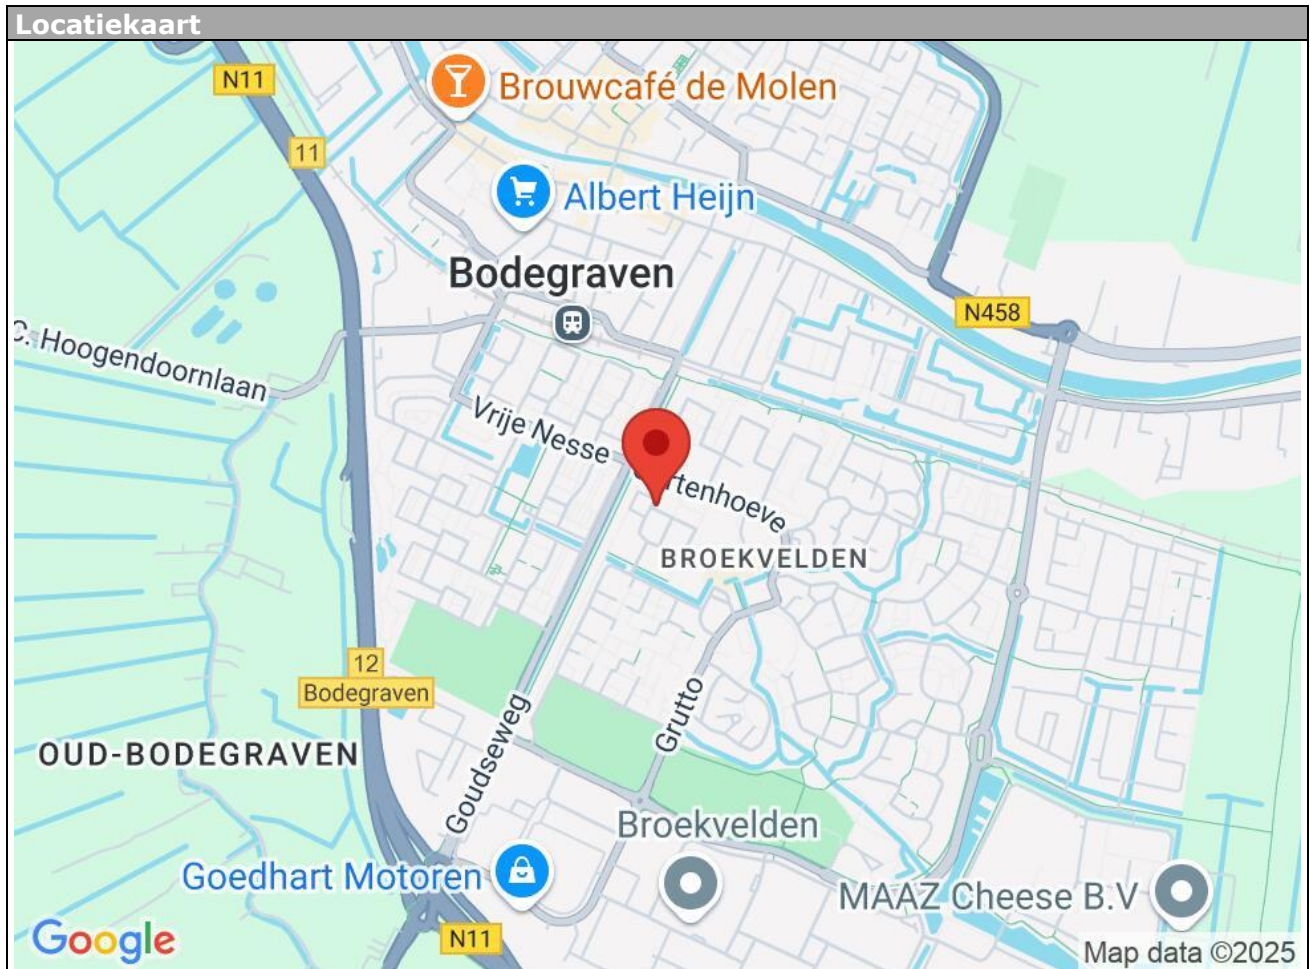 Locatiekaart
N11
Brouwcafé de Molen
11
Albert Heijn
Bodegraven
N458
C. Hoogendoornlaan
Vrije Nesse
rtenhoeve
BROEKVELDEN
12
Bodegraven
OUD-BODEGRAVEN
Goudseweg
Grutto
Broekvelden
Goedhart Motoren
MAAZ Cheese B.V
Google
N11
Map data ©2025